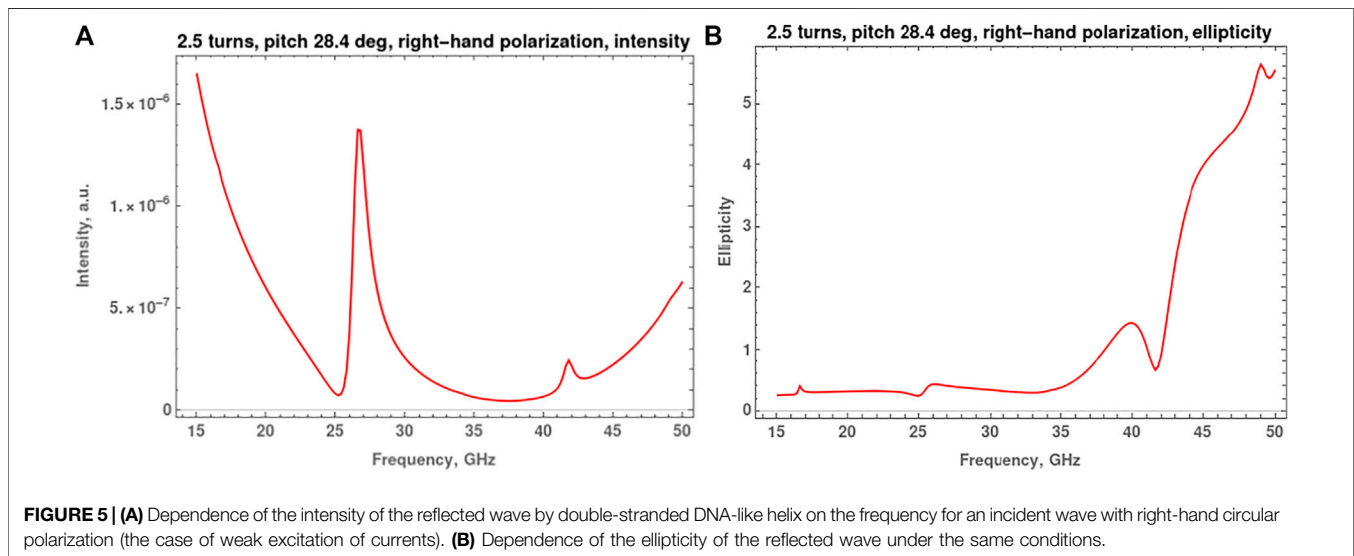 A
2.5 turns, pitch 28.4 deg, right-hand polarization, intensity
Intensity, a.u.
1.5 × 10⁻⁶
1. × 10⁻⁶
5. × 10⁻⁷
0
15 20 25 30 35 40 45 50
Frequency, GHz
B
2.5 turns, pitch 28.4 deg, right-hand polarization, ellipticity
Ellipticity
5
4
3
2
1
0
15 20 25 30 35 40 45 50
Frequency, GHz
FIGURE 5 | (A) Dependence of the intensity of the reflected wave by double-stranded DNA-like helix on the frequency for an incident wave with right-hand circular
polarization (the case of weak excitation of currents). (B) Dependence of the ellipticity of the reflected wave under the same conditions.